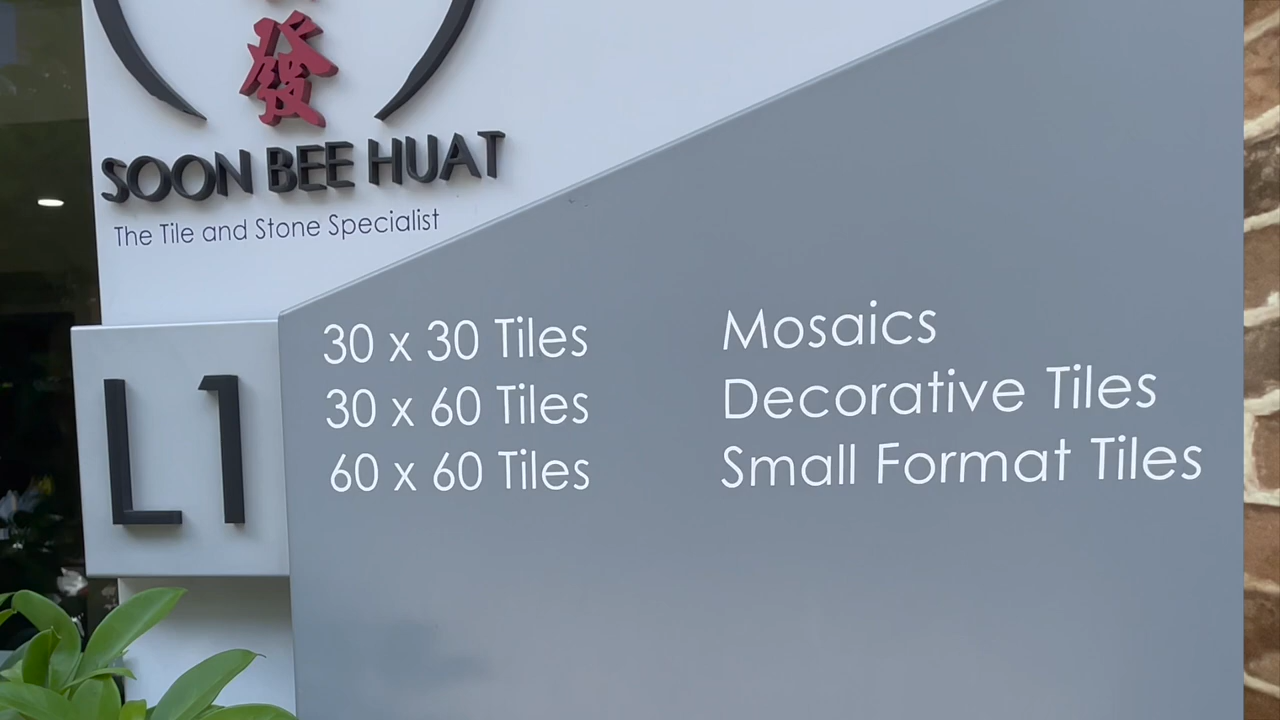 發
SOON BEE HUAT
The Tile and Stone Specialist
L1
30 x 30 Tiles
30 x 60 Tiles
60 x 60 Tiles
Mosaics
Decorative Tiles
Small Format Tiles